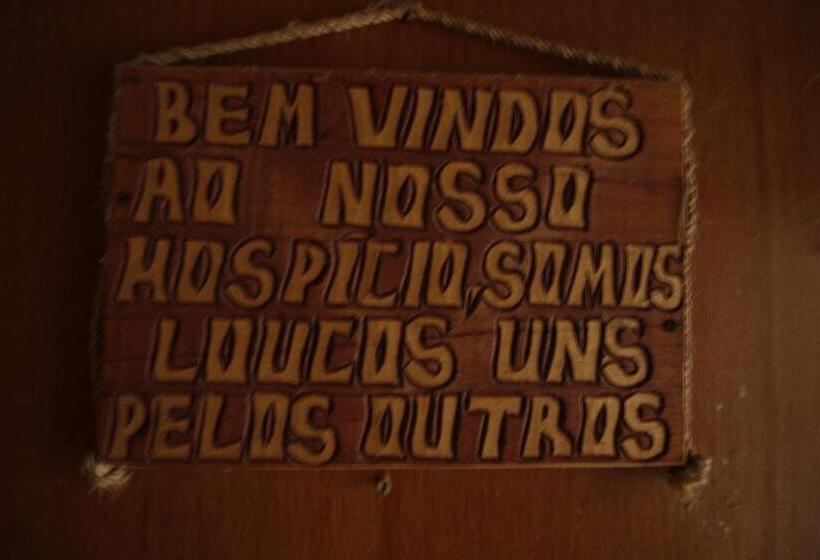 BEM VINDOS
AO NOSSO
HOSPÍCIO, SOMOS
LOUCOS UNS
PELOS OUTROS